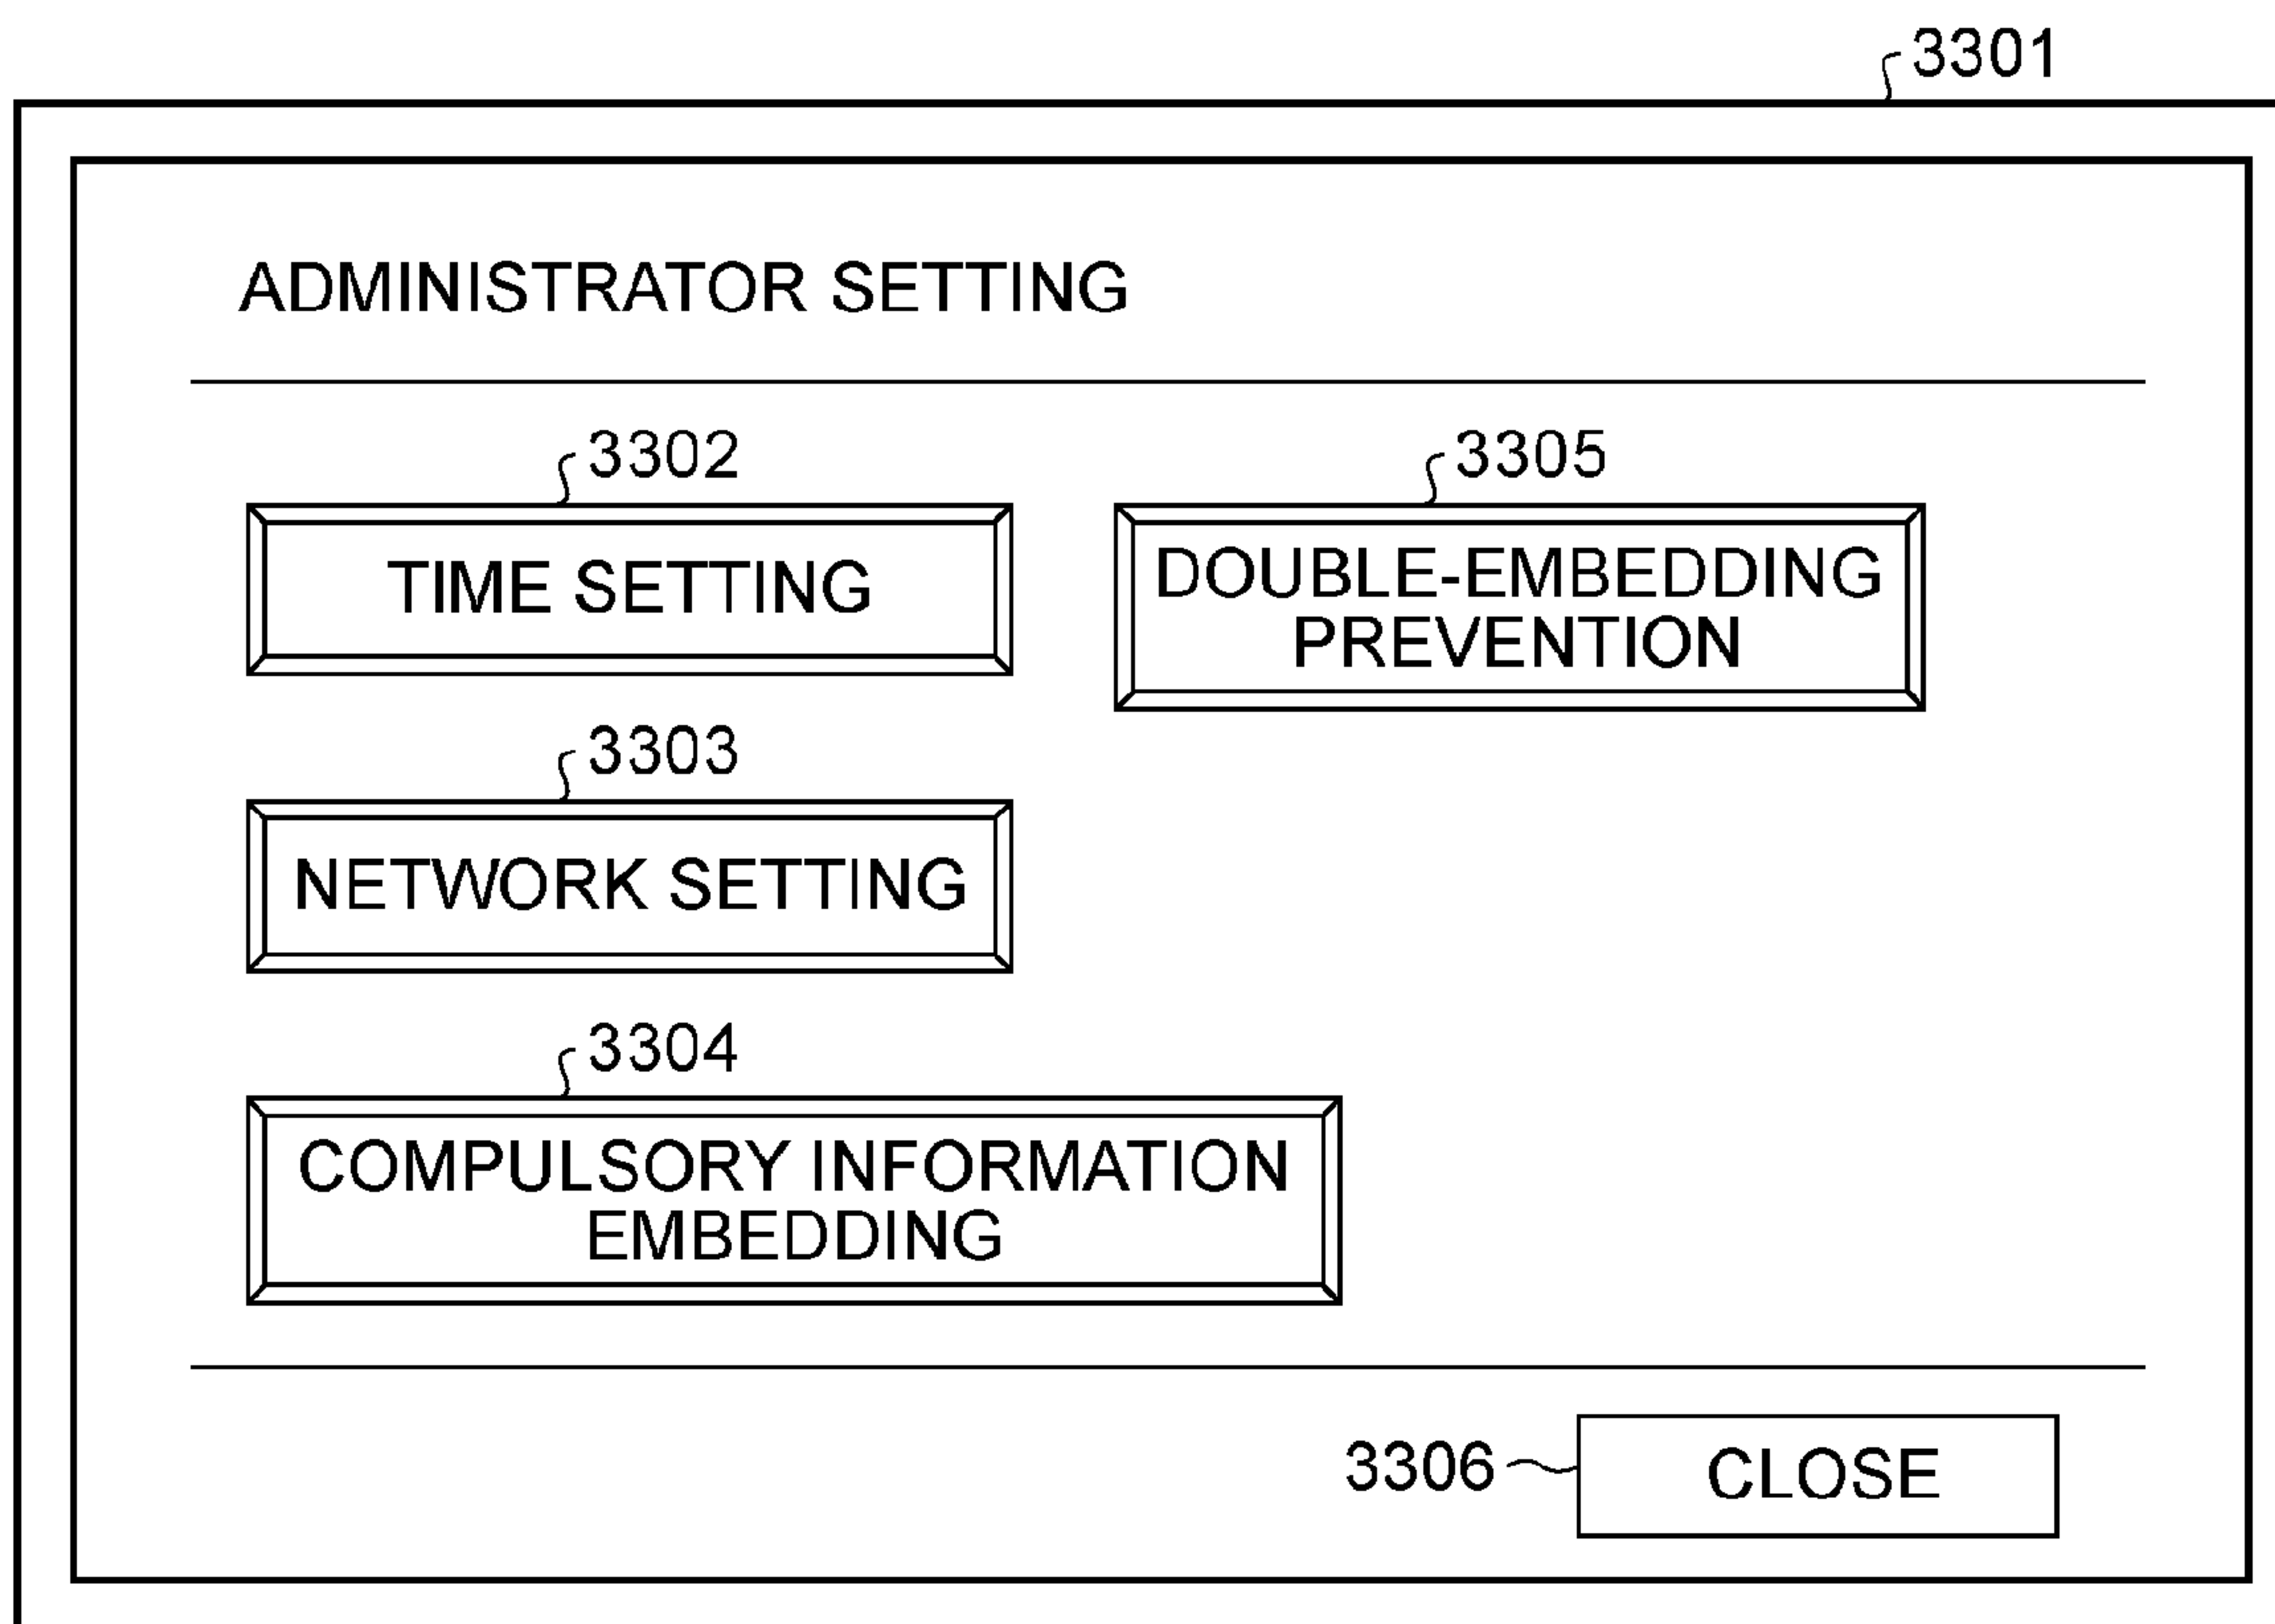 3301
ADMINISTRATOR SETTING
3302
TIME SETTING
3305
DOUBLE-EMBEDDING
PREVENTION
3303
NETWORK SETTING
3304
COMPULSORY INFORMATION
EMBEDDING
3306
CLOSE